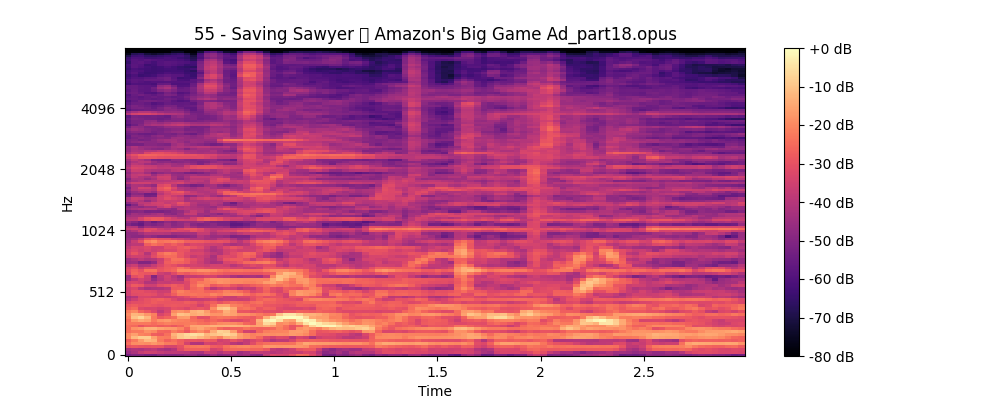 55 - Saving Sawyer ▯ Amazon's Big Game Ad_part18.opus
+0 dB
4096
-10 dB
-20 dB
2048
-30 dB
Hz
-40 dB
1024
-50 dB
512
-60 dB
-70 dB
0
-80 dB
0 0.5 1 1.5 2 2.5
Time